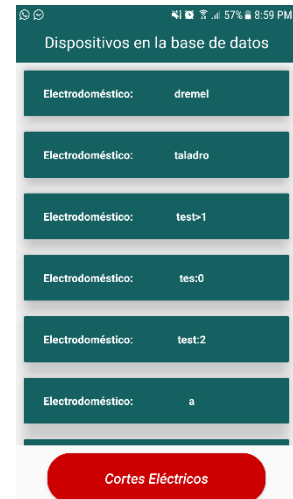 57% 8:59 PM
Dispositivos en la base de datos
Electrodoméstico: dremel
Electrodoméstico: taladro
Electrodoméstico: test>1
Electrodoméstico: tes:0
Electrodoméstico: test:2
Electrodoméstico: a
Cortes Eléctricos